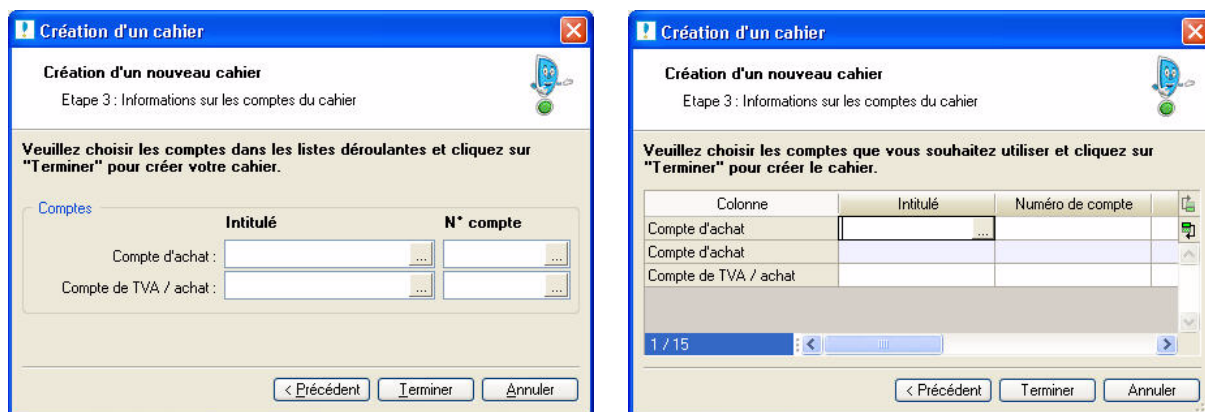 Création d'un cahier
Création d'un nouveau cahier
Etape 3 : Informations sur les comptes du cahier
Veuillez choisir les comptes dans les listes déroulantes et cliquez sur
"Terminer" pour créer votre cahier.
Comptes
Intitulé N° compte
Compte d'achat : ... ...
Compte de TVA / achat : ... ...
< Précédent Terminer Annuler
Création d'un cahier
Création d'un nouveau cahier
Etape 3 : Informations sur les comptes du cahier
Veuillez choisir les comptes que vous souhaitez utiliser et cliquez sur
"Terminer" pour créer le cahier.
Colonne Intitulé Numéro de compte
Compte d'achat ...
Compte d'achat
Compte de TVA / achat
1 / 15
< Précédent Terminer Annuler